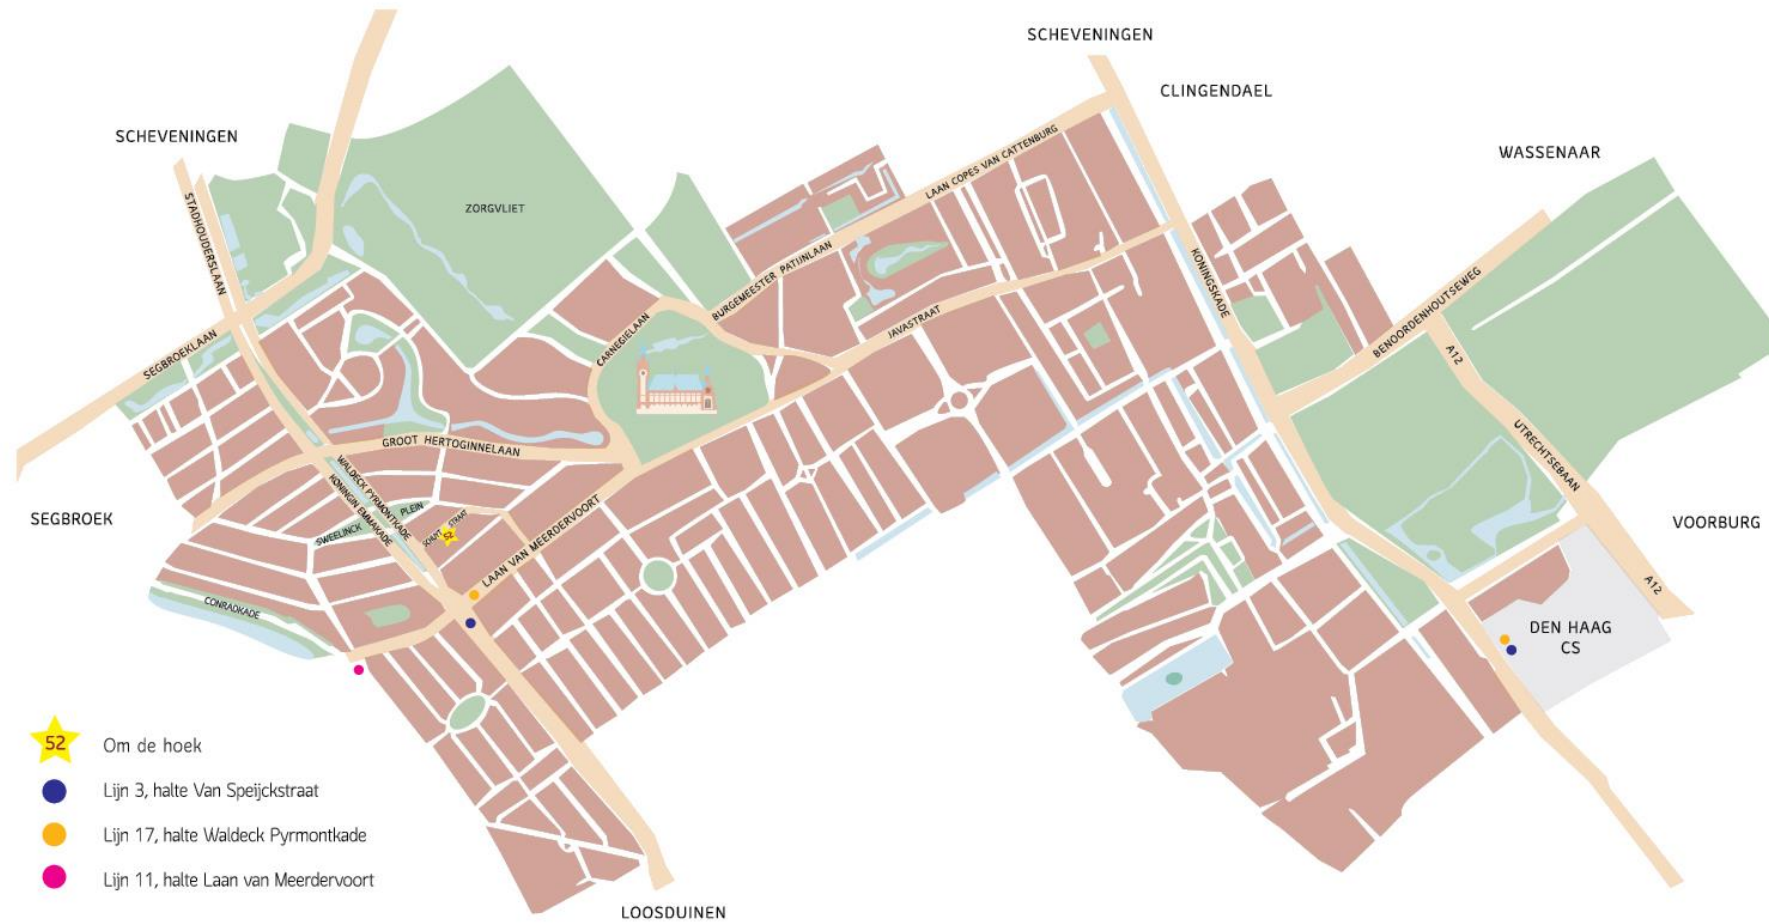 SCHEVENINGEN
CLINGENDAEL
SCHEVENINGEN
WASSENAAR
ZORGVLIET
STADHOUDERSLAAN
LAAN COPES VAN CATTENBURG
BURGEMEESTER PATIJNLAAN
KONINGSKADE
JAVASTRAAT
CARNEGIELAAN
SEGBROEKLAAN
BENOORDENHOUTSEWEG
A12
UTRECHTSEBAAN
GROOT HERTOGINNELAAN
WALDECK PYRMONTKADE
KONINGIN EMMAKADE
SWEELINCK PLEIN
SCHUYT STRAAT
52
LAAN VAN MEERDERVOORT
SEGBROEK
VOORBURG
A12
CONRADKADE
DEN HAAG
CS
52 Om de hoek
Lijn 3, halte Van Speijckstraat
Lijn 17, halte Waldeck Pyrmontkade
Lijn 11, halte Laan van Meerdervoort
LOOSDUINEN